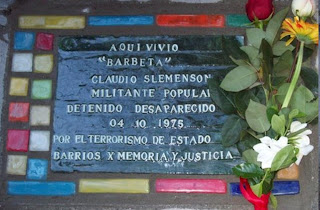 AQUI VIVIO
"BARBETA"
CLAUDIO SLEMENSON
MILITANTE POPULAR
DETENIDO DESAPARECIDO
04.10.1975
POR EL TERRORISMO DE ESTADO
BARRIOS X MEMORIA Y JUSTICIA